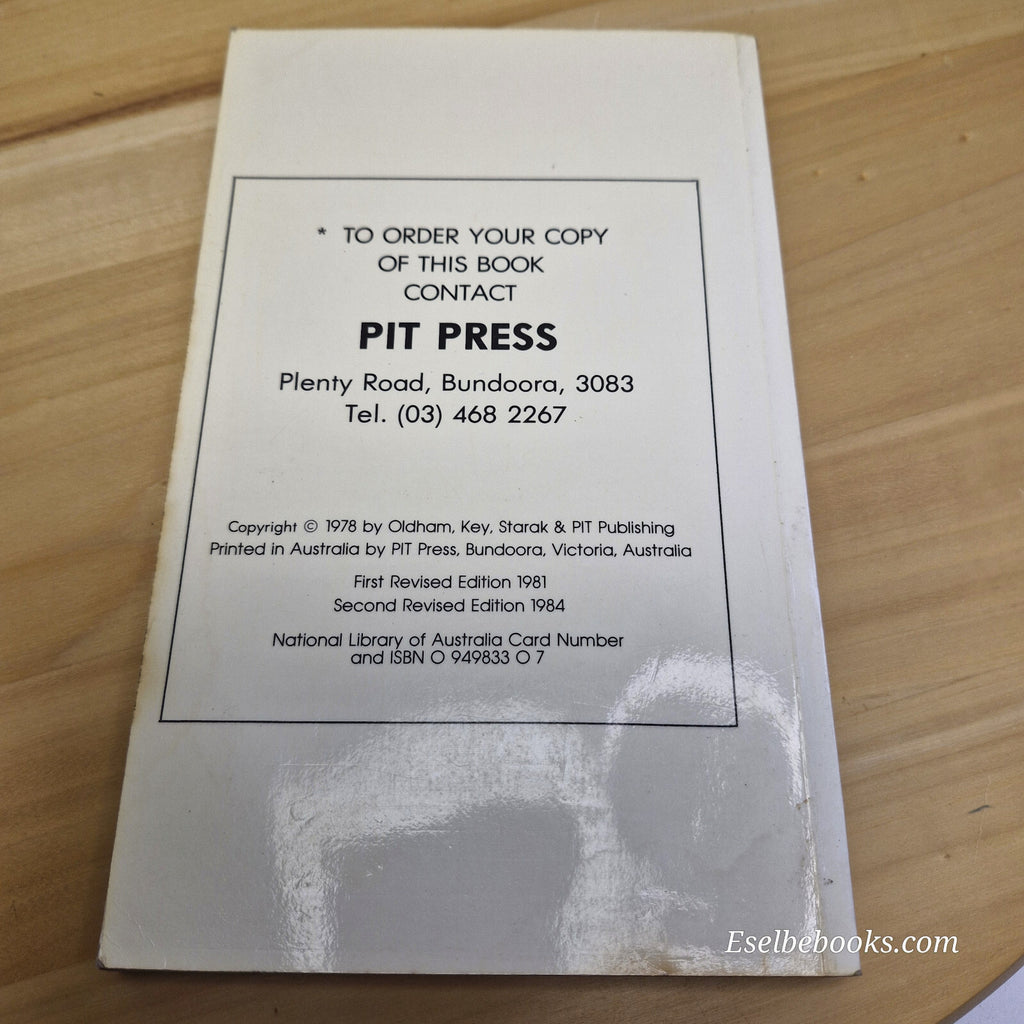 * TO ORDER YOUR COPY
OF THIS BOOK
CONTACT
PIT PRESS
Plenty Road, Bundoora, 3083
Tel. (03) 468 2267
Copyright © 1978 by Oldham, Key, Starak & PIT Publishing
Printed in Australia by PIT Press, Bundoora, Victoria, Australia
First Revised Edition 1981
Second Revised Edition 1984
National Library of Australia Card Number
and ISBN O 949833 O 7
Eselbebooks.com